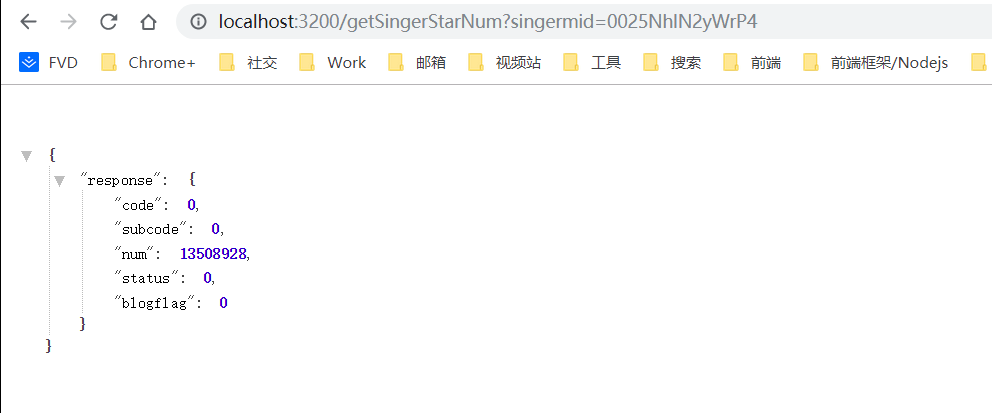 localhost:3200/getSingerStarNum?singermid=0025NhlN2yWrP4
FVD Chrome+ 社交 Work 邮箱 视频站 工具 搜索 前端 前端框架/Nodejs
{
"response": {
"code": 0,
"subcode": 0,
"num": 13508928,
"status": 0,
"blogflag": 0
}
}